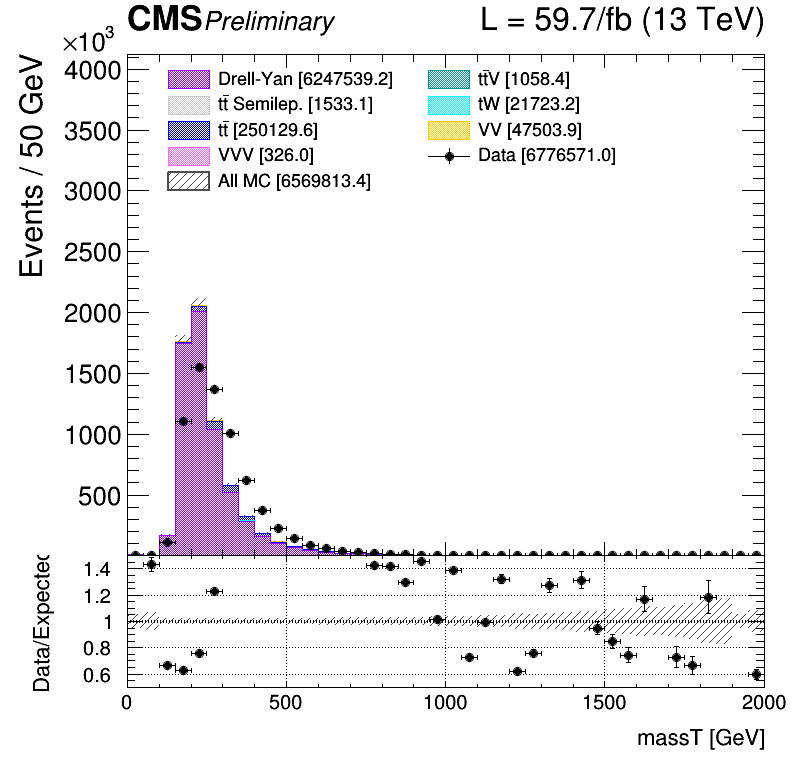 CMS Preliminary L = 59.7/fb (13 TeV)
×10³
Events / 50 GeV
4000
3500
3000
2500
2000
1500
1000
500
Drell-Yan [6247539.2]
tt̄ Semilep. [1533.1]
tt̄ [250129.6]
VVV [326.0]
All MC [6569813.4]
tt̄V [1058.4]
tW [21723.2]
VV [47503.9]
Data [6776571.0]
Data/Expected
1.4
1.2
1
0.8
0.6
0 500 1000 1500 2000
massT [GeV]